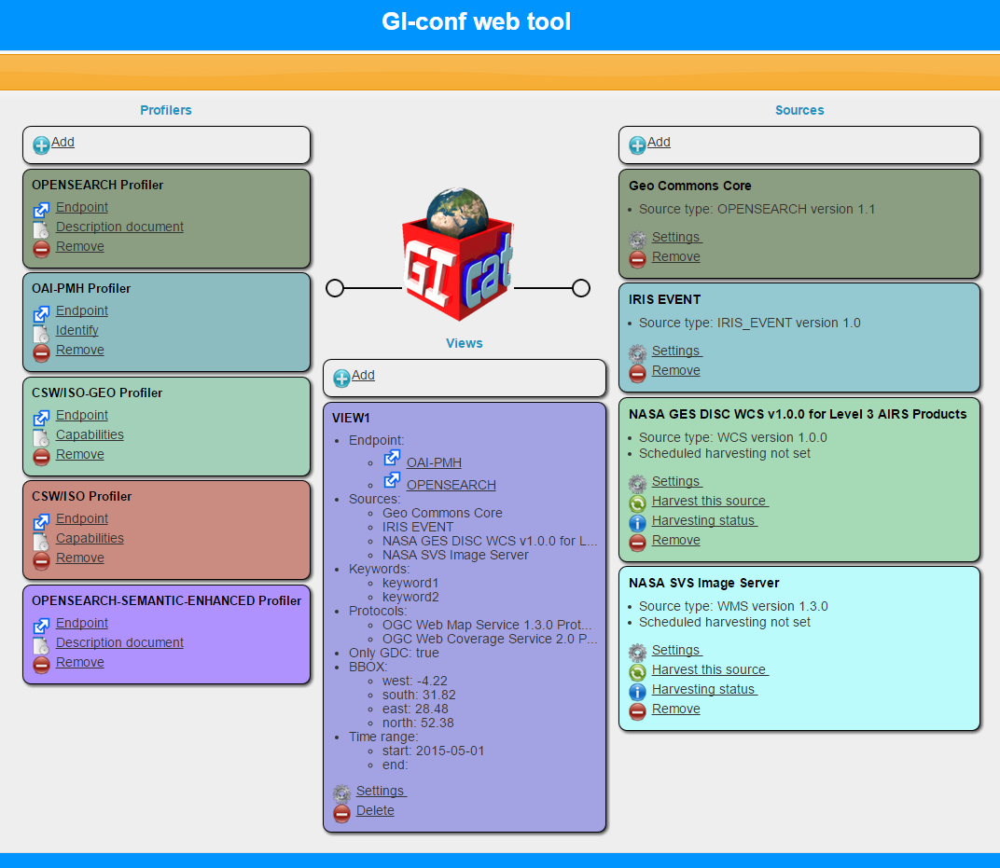 GI-conf web tool
Profilers
Add
OPENSEARCH Profiler
Endpoint
Description document
Remove
OAI-PMH Profiler
Endpoint
Identify
Remove
CSW/ISO-GEO Profiler
Endpoint
Capabilities
Remove
CSW/ISO Profiler
Endpoint
Capabilities
Remove
OPENSEARCH-SEMANTIC-ENHANCED Profiler
Endpoint
Description document
Remove
GI cat
Views
Add
VIEW1
Endpoint:
OAI-PMH
OPENSEARCH
Sources:
Geo Commons Core
IRIS EVENT
NASA GES DISC WCS v1.0.0 for L...
NASA SVS Image Server
Keywords:
keyword1
keyword2
Protocols:
OGC Web Map Service 1.3.0 Prot...
OGC Web Coverage Service 2.0 P...
Only GDC: true
BBOX:
west: -4.22
south: 31.82
east: 28.48
north: 52.38
Time range:
start: 2015-05-01
end:
Settings
Delete
Sources
Add
Geo Commons Core
Source type: OPENSEARCH version 1.1
Settings
Remove
IRIS EVENT
Source type: IRIS_EVENT version 1.0
Settings
Remove
NASA GES DISC WCS v1.0.0 for Level 3 AIRS Products
Source type: WCS version 1.0.0
Scheduled harvesting not set
Settings
Harvest this source
Harvesting status
Remove
NASA SVS Image Server
Source type: WMS version 1.3.0
Scheduled harvesting not set
Settings
Harvest this source
Harvesting status
Remove